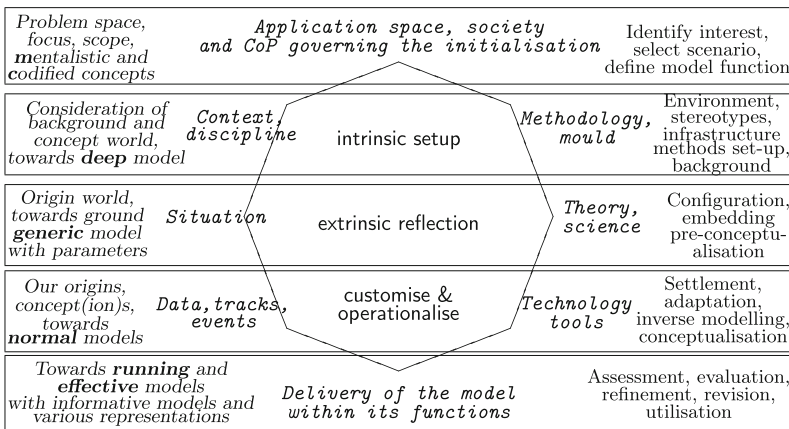 Problem space,
focus, scope,
mentalistic and
codified concepts
Application space, society
and CoP governing the initialisation
Identify interest,
select scenario,
define model function
Consideration of
background and
concept world,
towards deep model
Context,
discipline
intrinsic setup
Methodology,
mould
Environment,
stereotypes,
infrastructure
methods set-up,
background
Origin world,
towards ground
generic model
with parameters
Situation
extrinsic reflection
Theory,
science
Configuration,
embedding
pre-conceptu-
alisation
Our origins,
concept(ion)s,
towards
normal models
Data,tracks,
events
customise &
operationalise
Technology
tools
Settlement,
adaptation,
inverse modelling,
conceptualisation
Towards running and
effective models
with informative models and
various representations
Delivery of the model
within its functions
Assessment, evaluation,
refinement, revision,
utilisation